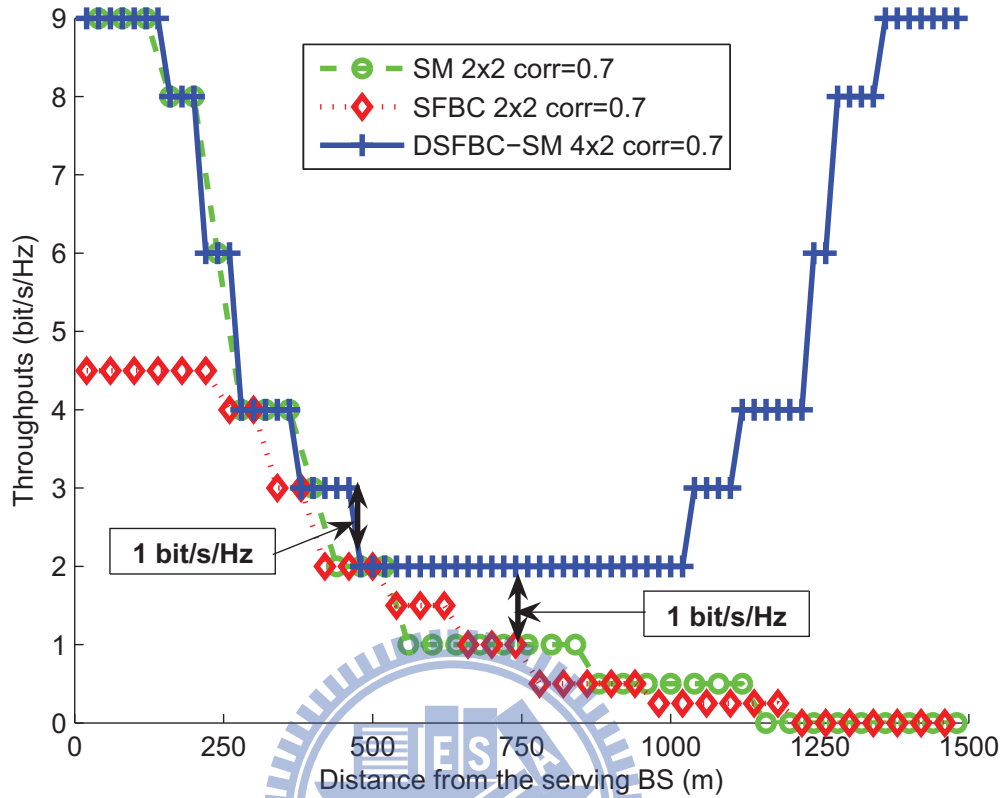 Throughputs (bit/s/Hz)
9
8
7
6
5
4
3
2
1
0
SM 2x2 corr=0.7
SFBC 2x2 corr=0.7
DSFBC−SM 4x2 corr=0.7
1 bit/s/Hz
1 bit/s/Hz
0
250
500
750
1000
1250
1500
ES
Distance from the serving BS (m)